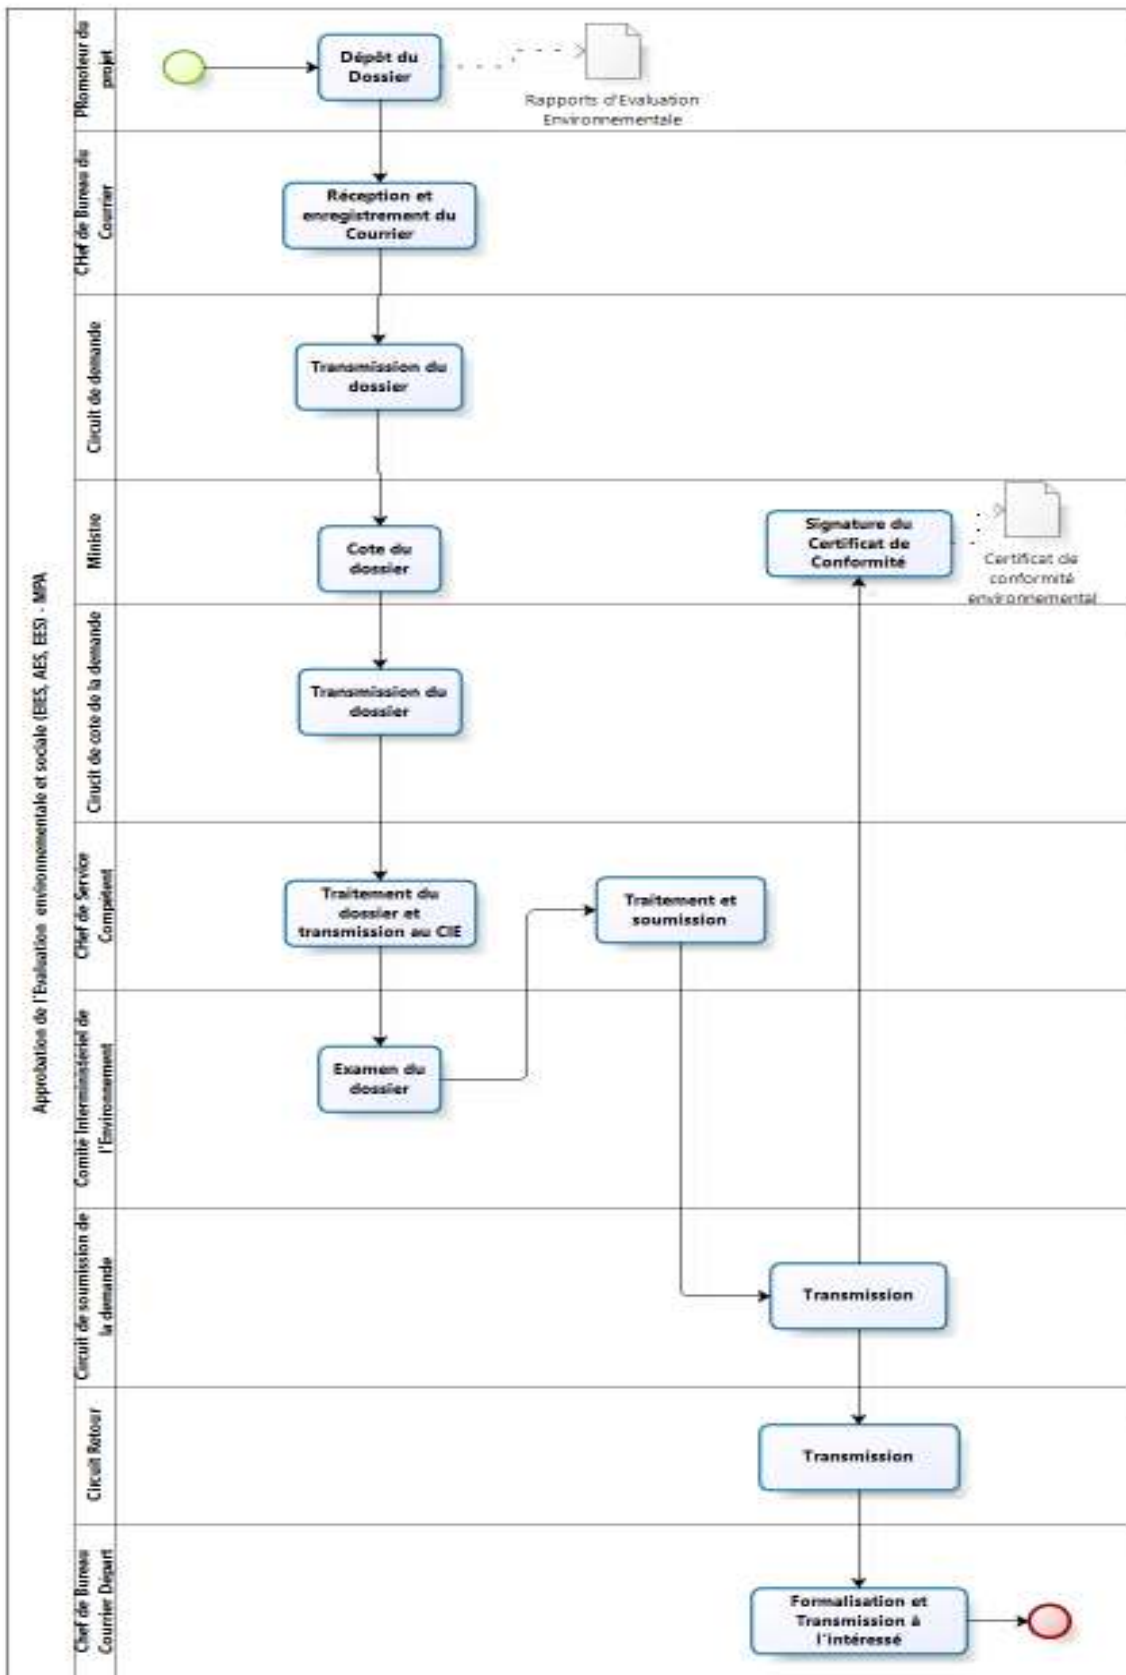 Approbation de l'Evaluation environnementale et sociale (EIES, AES, EES) - MPA
PRomoteur du
projet
Dépôt du
Dossier
Rapports d'Evaluation
Environnementale
CHef de Bureau du
Courrier
Réception et
enregistrement du
Courrier
Circuit de demande
Transmission du
dossier
Ministre
Cote du
dossier
Signature du
Certificat de
Conformité
Certificat de
conformité
environnemental
Cirucit de cote de la demande
Transmission du
dossier
CHef de Service
Compétent
Traitement du
dossier et
transmission au CIE
Traitement et
soumission
Comité Interministériel de
l'Environnement
Examen du
dossier
Circuit de soumission de
la demande
Transmission
Circuit Retour
Transmission
Chef de Bureau
Courrier Départ
Formalisation et
Transmission à
l'intéressé